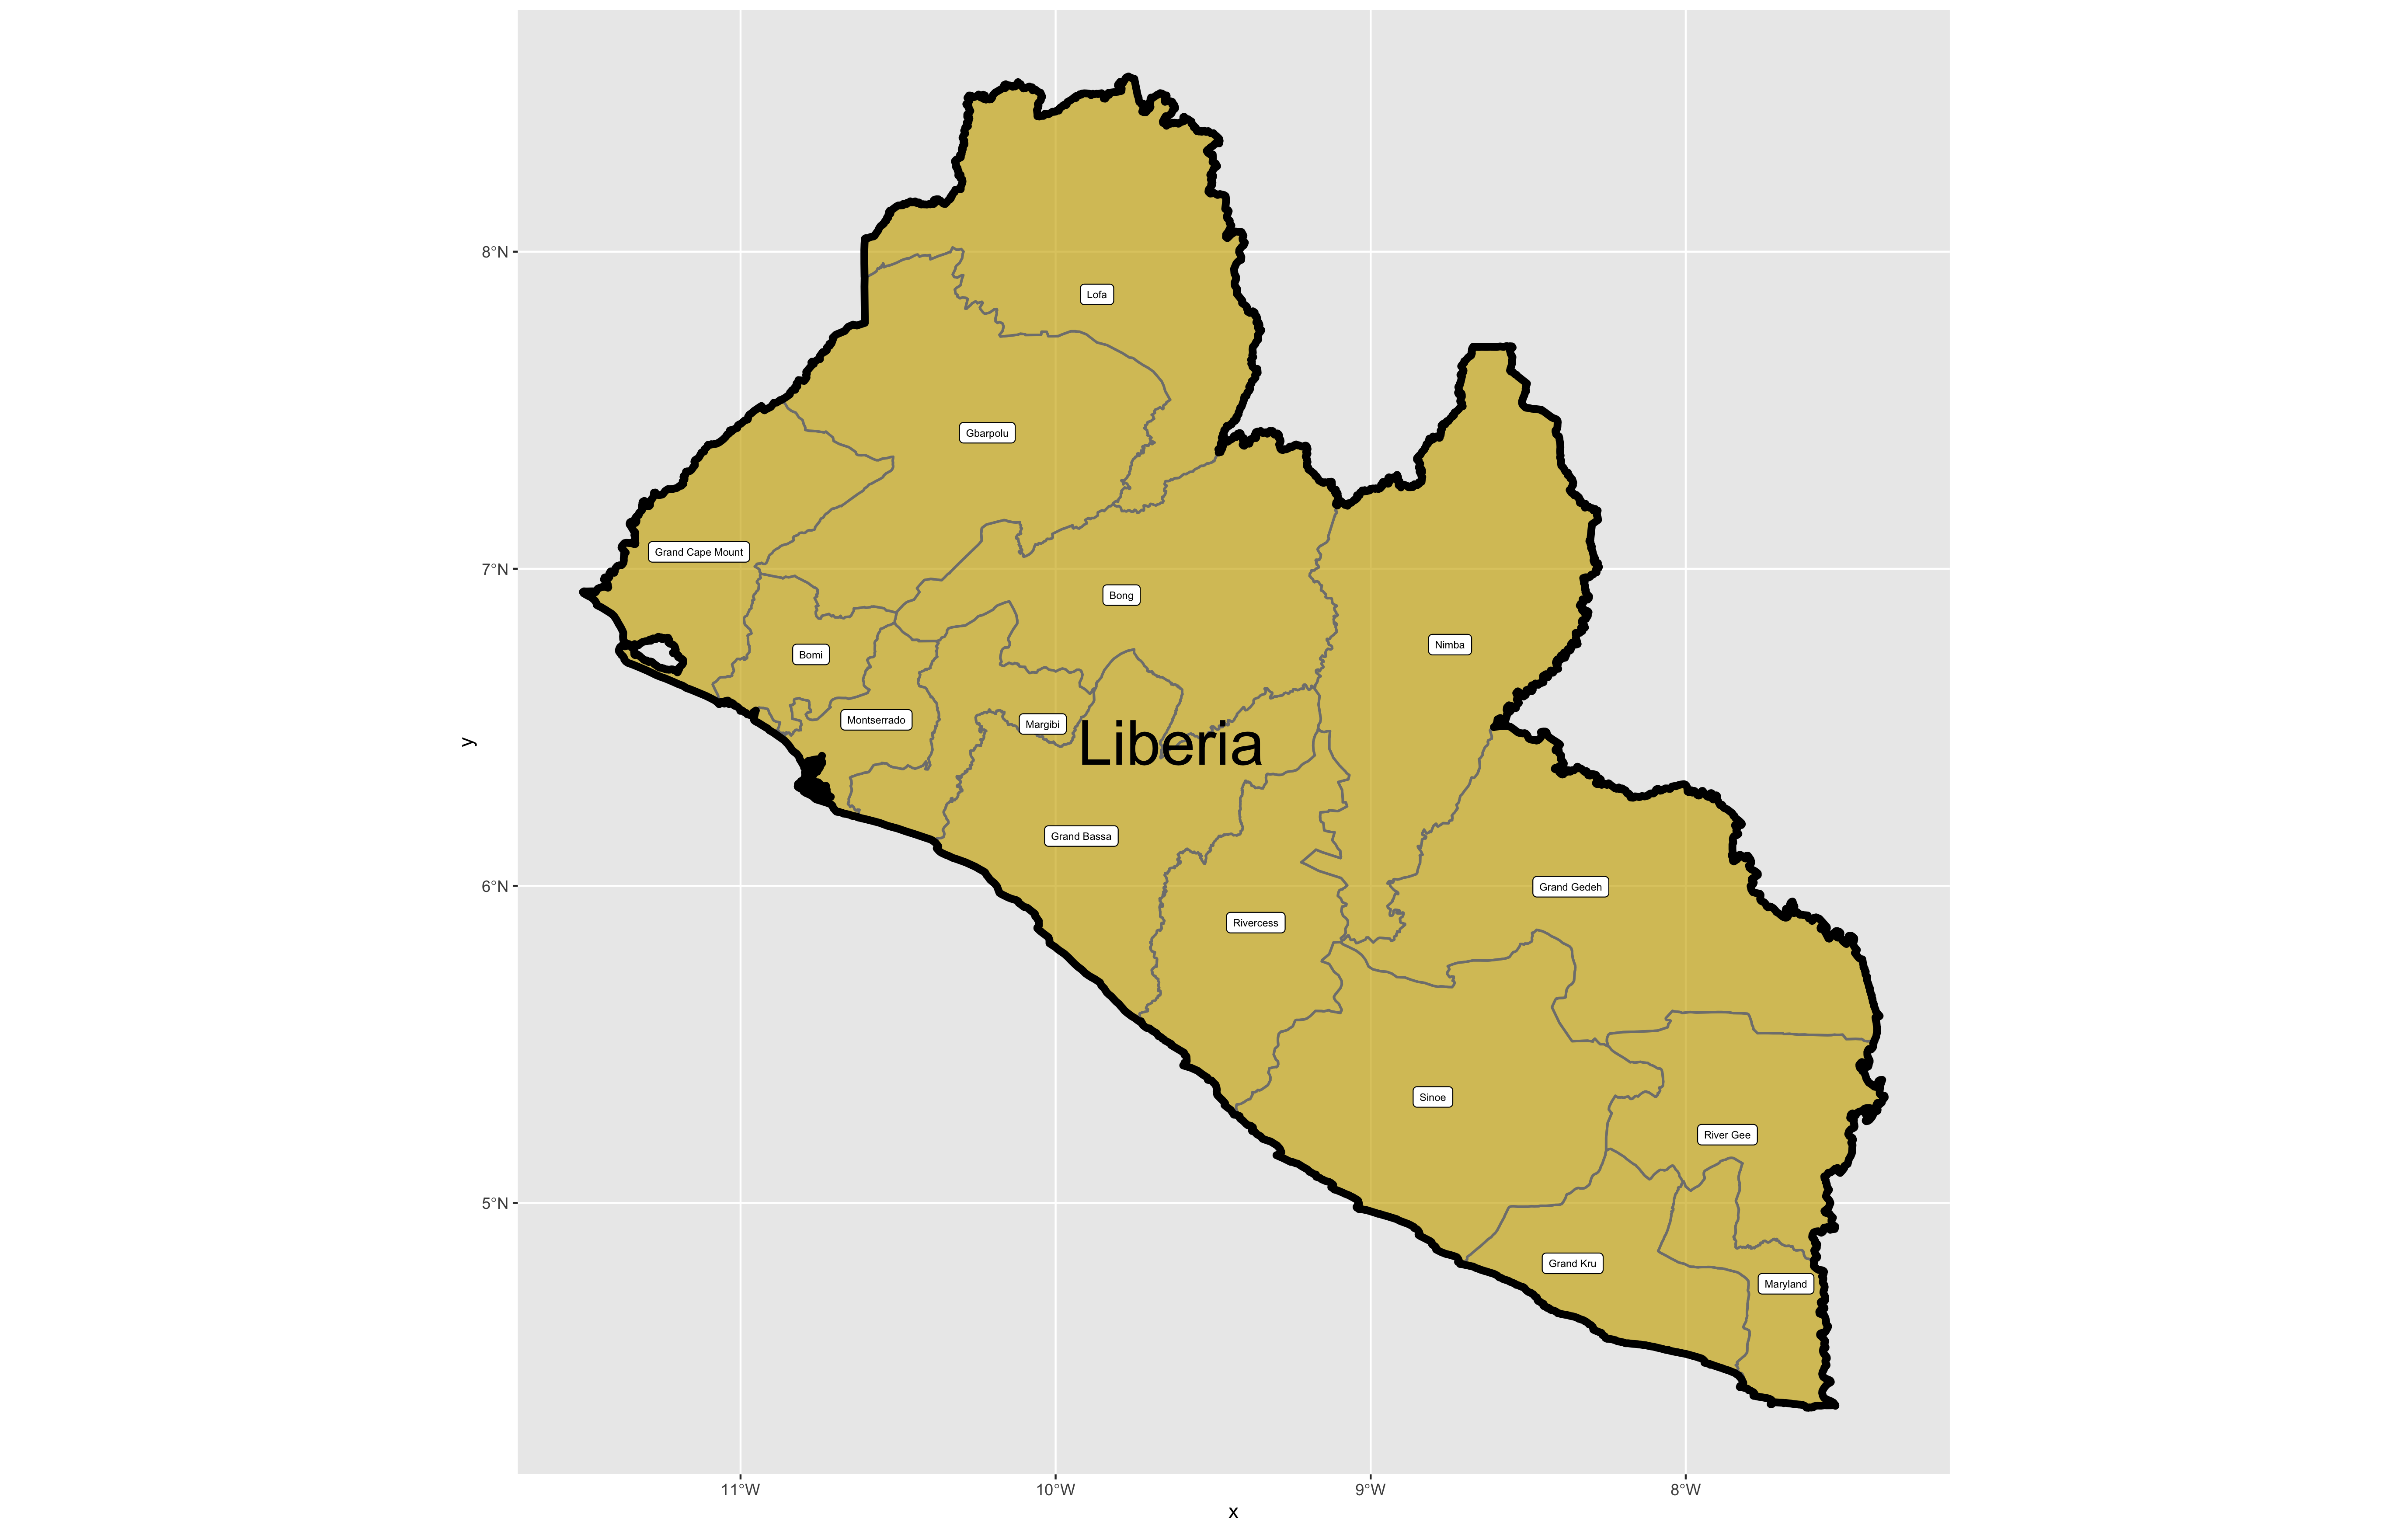 8°N
7°N
6°N
5°N
y
Lofa
Gbarpolu
Grand Cape Mount
Bong
Nimba
Bomi
Montserrado
Margibi
Liberia
Grand Bassa
Grand Gedeh
Rivercess
Sinoe
River Gee
Grand Kru
Maryland
11°W
10°W
9°W
8°W
x